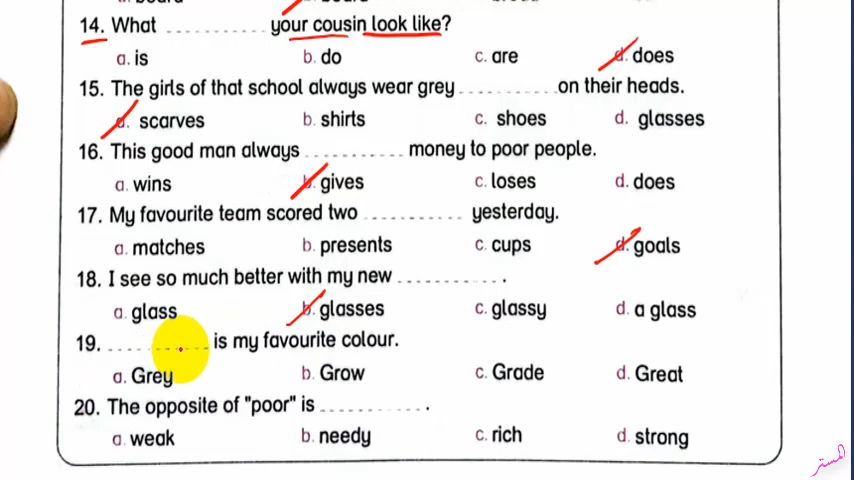 14. What .......... your cousin look like?
a. is b. do c. are d. does
15. The girls of that school always wear grey .......... on their heads.
a. scarves b. shirts c. shoes d. glasses
16. This good man always .......... money to poor people.
a. wins b. gives c. loses d. does
17. My favourite team scored two .......... yesterday.
a. matches b. presents c. cups d. goals
18. I see so much better with my new .......... .
a. glass b. glasses c. glassy d. a glass
19. .......... is my favourite colour.
a. Grey b. Grow c. Grade d. Great
20. The opposite of "poor" is .......... .
a. weak b. needy c. rich d. strong
المستر